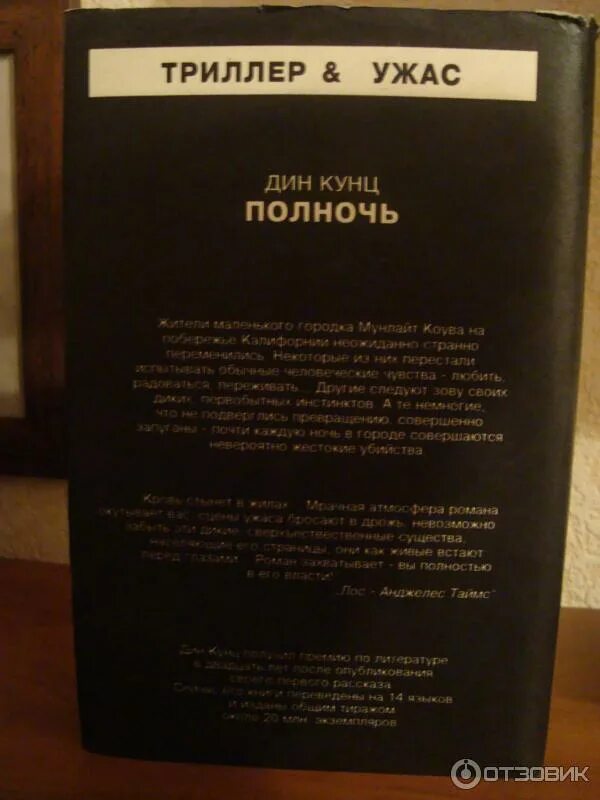 ТРИЛЛЕР & УЖАС
ДИН КУНЦ
ПОЛНОЧЬ
Жители маленького городка Мунлайт Коува на
побережье Калифорнии неожиданно странно
переменились. Некоторые из них перестали
испытывать обычные человеческие чувства - любить,
радоваться, переживать... Другие следуют зову своих
диких, первобытных инстинктов. А те немногие,
что не подверглись превращению, совершенно
запуганы - почти каждую ночь в городе совершаются
невероятно жестокие убийства.
Кровь стынет в жилах... Мрачная атмосфера романа
окутывает вас, сцены ужаса бросают в дрожь, невозможно
забыть эти дикие, сверхъестественные существа,
населяющие его страницы, они как живые встают
перед глазами... Роман захватывает - вы полностью
в его власти!
„Лос - Анджелес Таймс"
Дин Кунц получил премию по литературе
в двадцать лет после опубликования
своего первого рассказа.
его книги переведены на 14 языков
и изданы общим тиражом
около 20 млн. экземпляров.
ОТЗОВИК